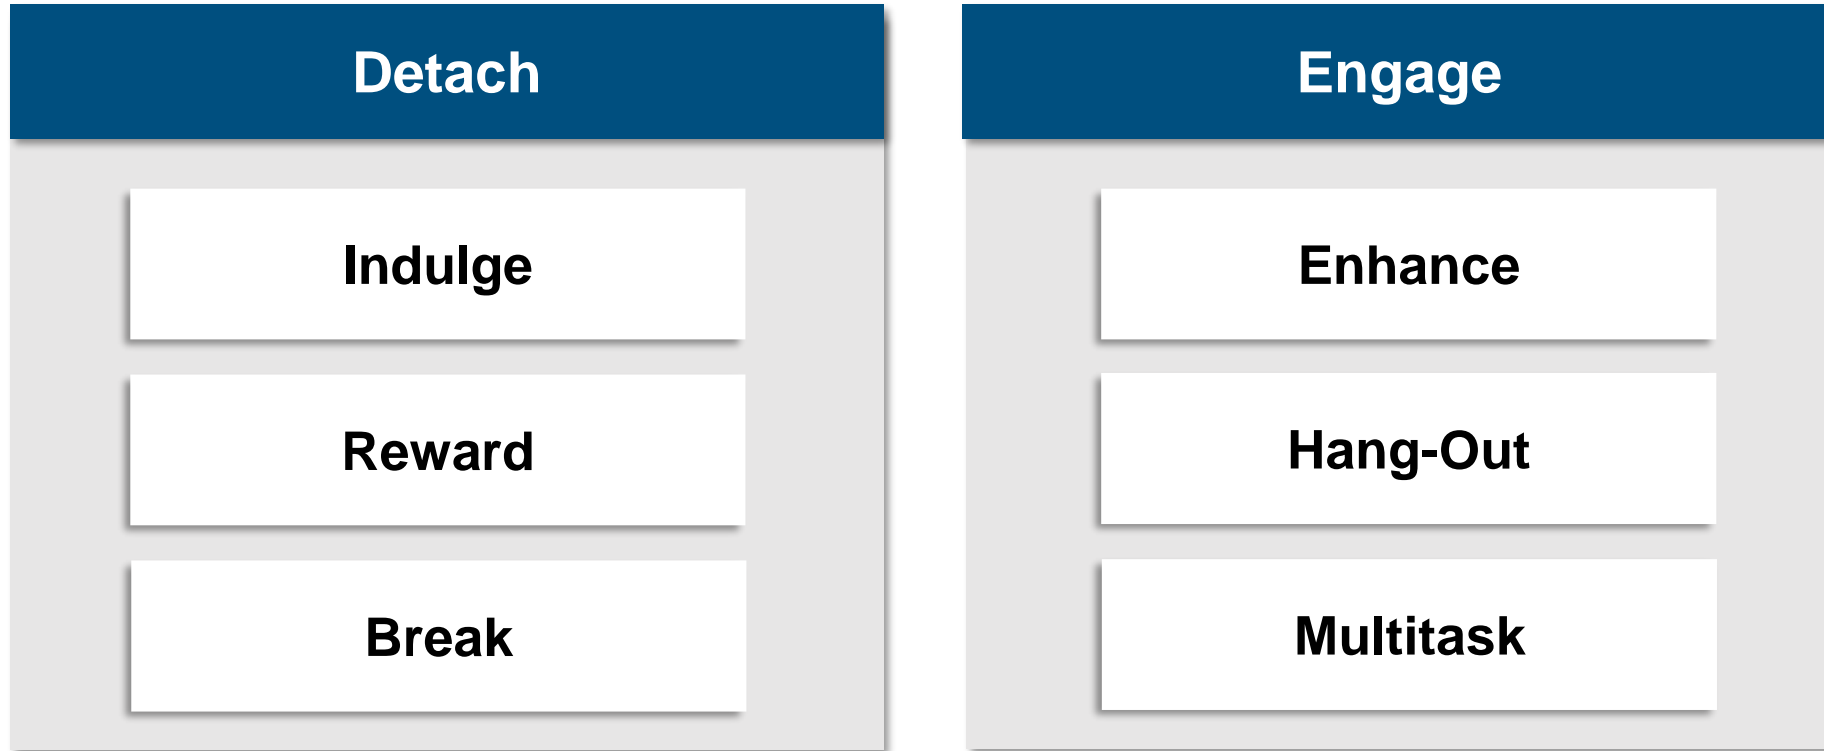 Detach
Indulge
Reward
Break
Engage
Enhance
Hang-Out
Multitask